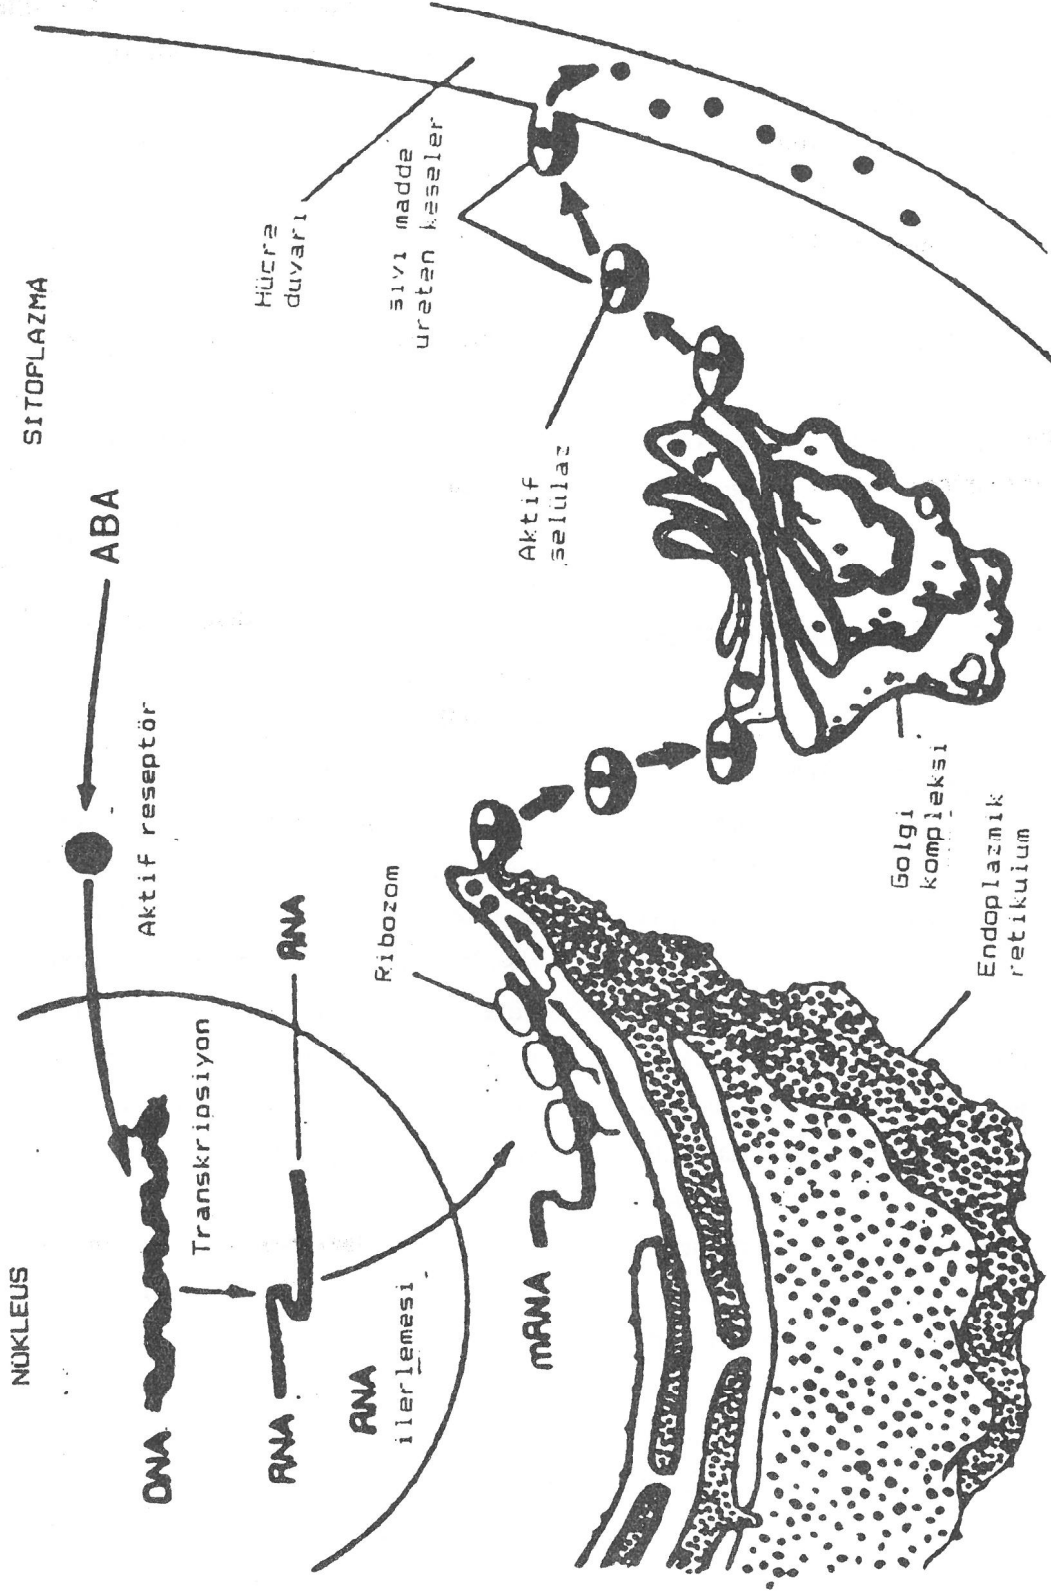 NÜKLEUS
SITOPLAZMA
DNA
ABA
Aktif reseptör
Transkripsiyon
RNA
RNA
RNA
ilerlemesi
Hücre
duvarı
sıvı madde
üreten keseler
Ribozom
mRNA
Aktif
selülaz
Golgi
kompleksi
Endoplazmik
retikulum